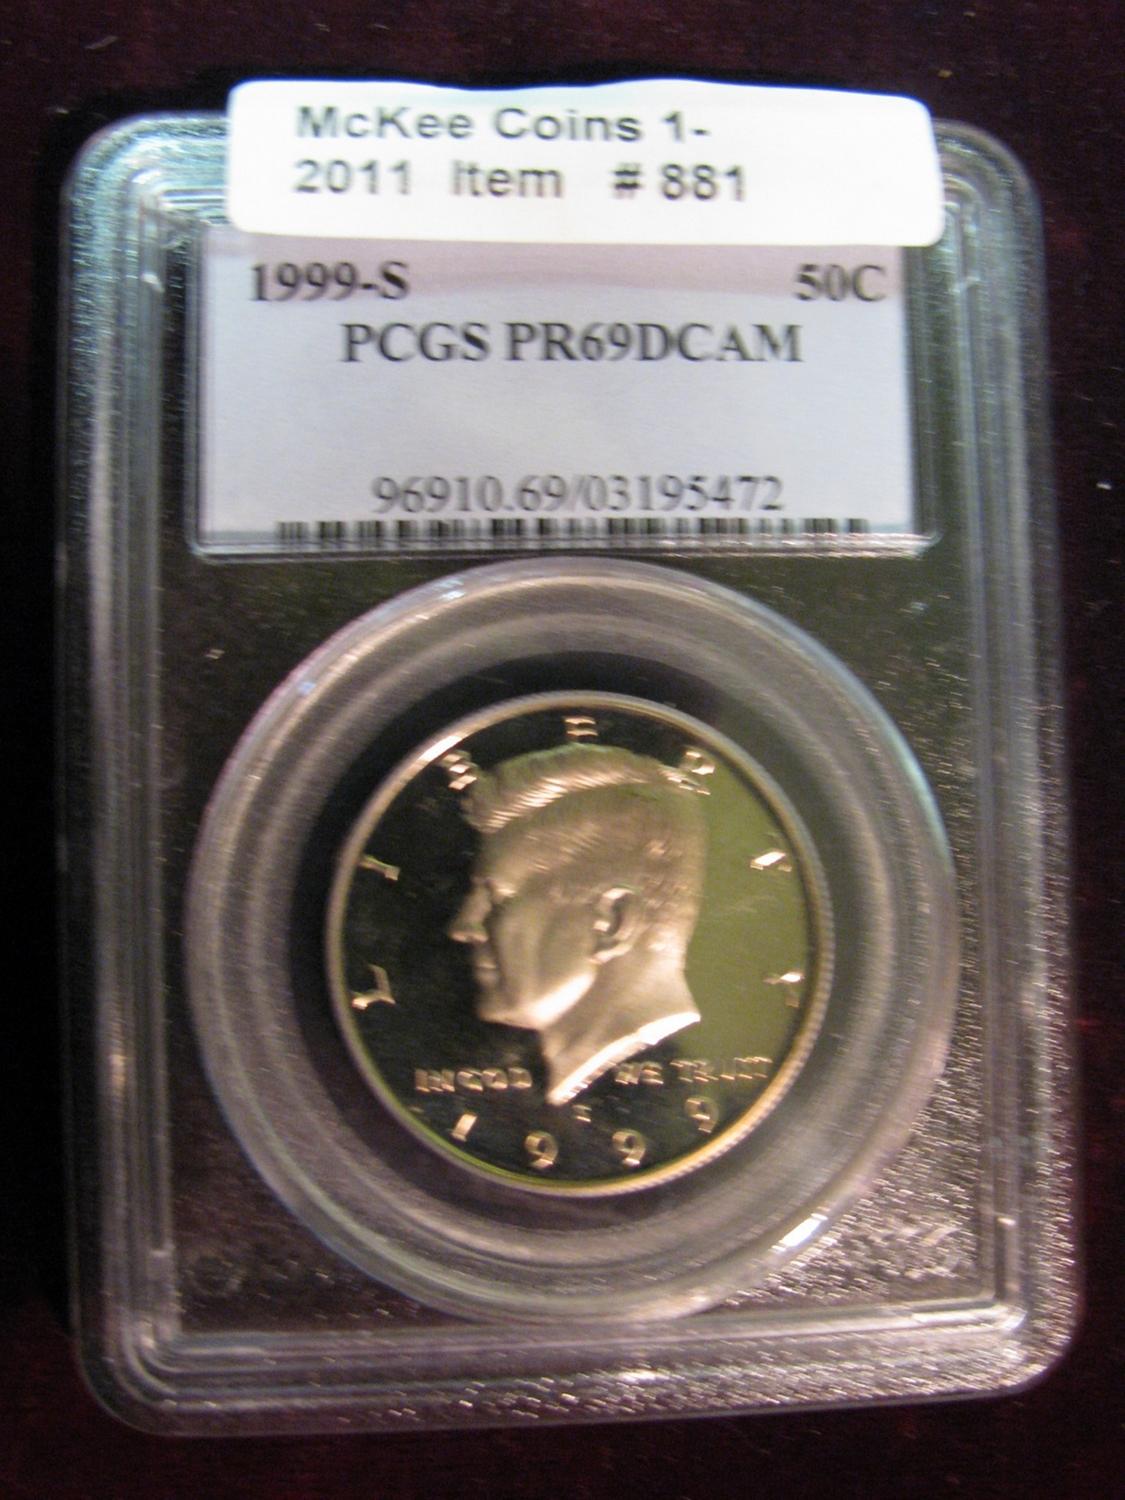 McKee Coins 1-
2011 Item # 881
1999-S 50C
PCGS PR69DCAM
96910.69/03195472
LIBERTY
IN GOD WE TRUST
S
1999